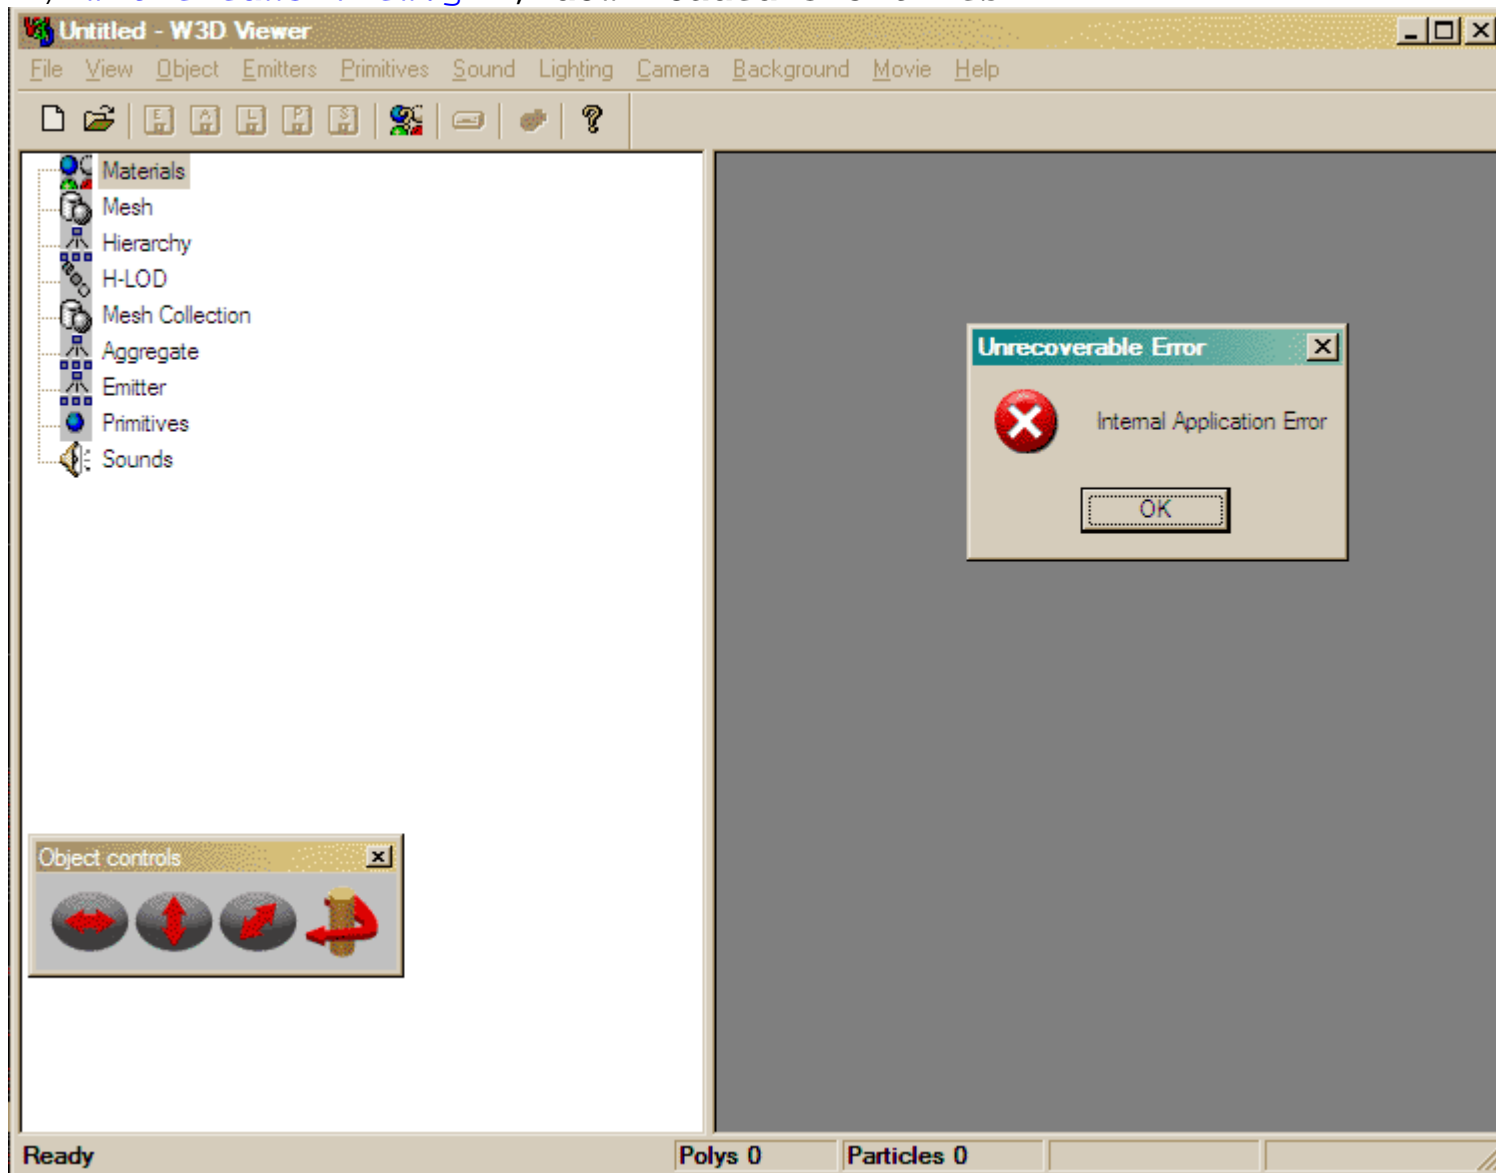 Untitled - W3D Viewer
File View Object Emitters Primitives Sound Lighting Camera Background Movie Help
E A L P S ?
Materials
Mesh
Hierarchy
H-LOD
Mesh Collection
Aggregate
Emitter
Primitives
Sounds
Unrecoverable Error
Internal Application Error
OK
Object controls
Ready Polys 0 Particles 0